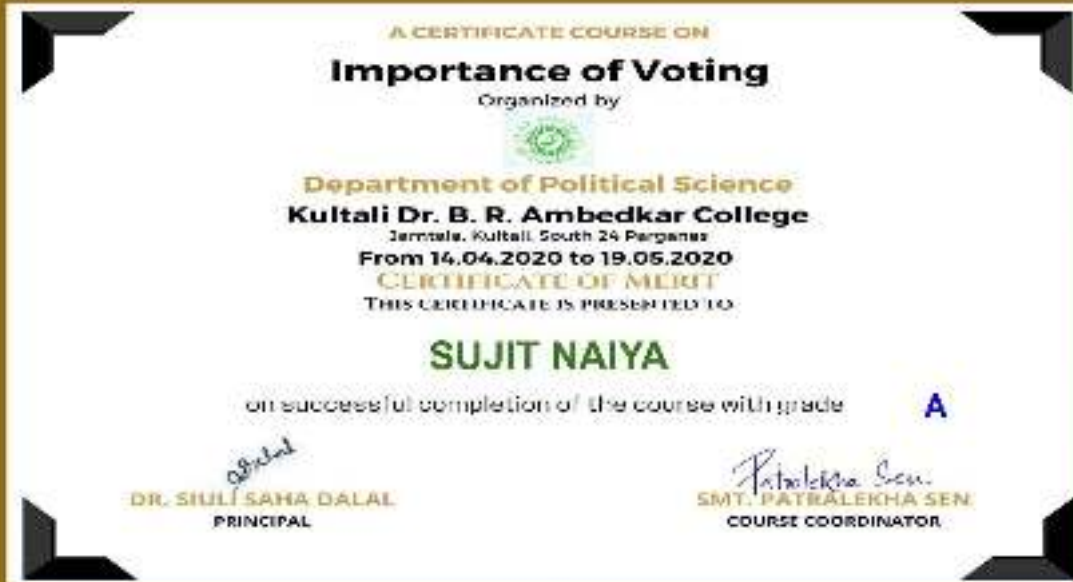 A CERTIFICATE COURSE ON
Importance of Voting
Organized by
Department of Political Science
Kultali Dr. B. R. Ambedkar College
Jamtala, Kultali, South 24 Parganas
From 14.04.2020 to 19.05.2020
CERTIFICATE OF MERIT
THIS CERTIFICATE IS PRESENTED TO
SUJIT NAIYA
on successful completion of the course with grade A
Patralekha Sen.
DR. SIULI SAHA DALAL
SMT. PATRALEKHA SEN
PRINCIPAL
COURSE COORDINATOR